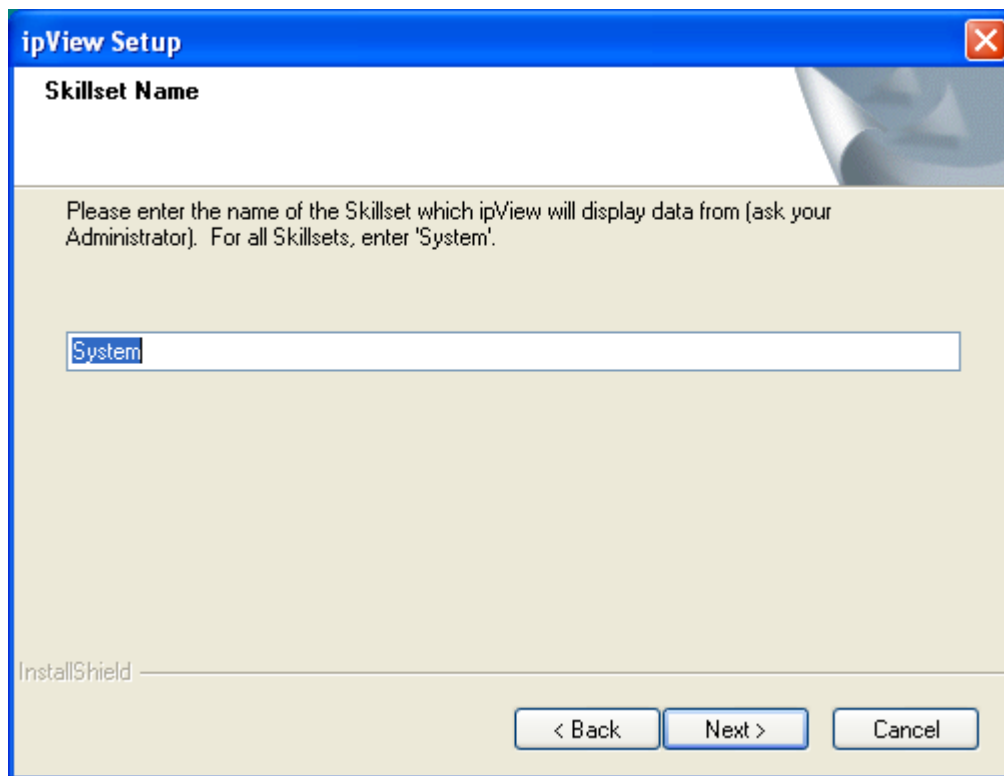 ipView Setup
Skillset Name
Please enter the name of the Skillset which ipView will display data from (ask your
Administrator).  For all Skillsets, enter 'System'.
System
InstallShield
< Back
Next >
Cancel